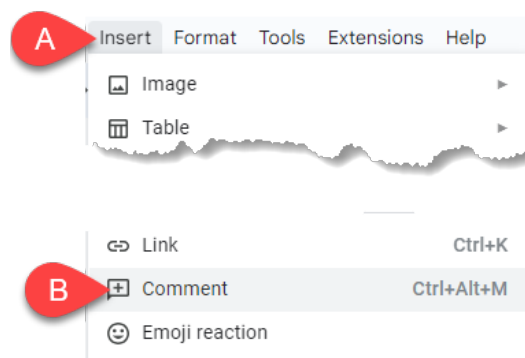 A Insert Format Tools Extensions Help
Image
Table
Link Ctrl+K
B Comment Ctrl+Alt+M
Emoji reaction